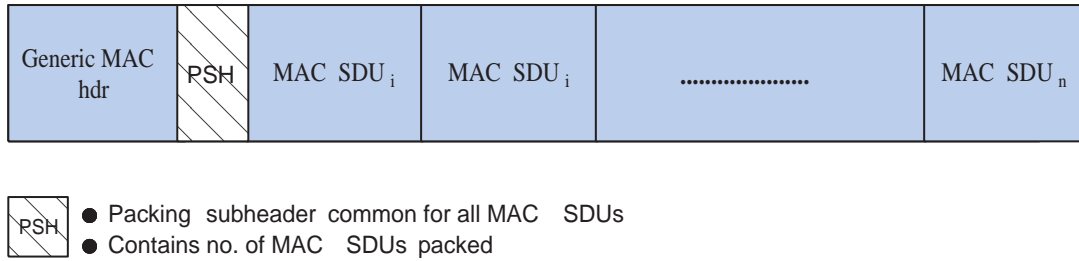 Generic MAC hdr
PSH
MAC SDU i
MAC SDU i
.....................
MAC SDU n
PSH
● Packing subheader common for all MAC SDUs
● Contains no. of MAC SDUs packed